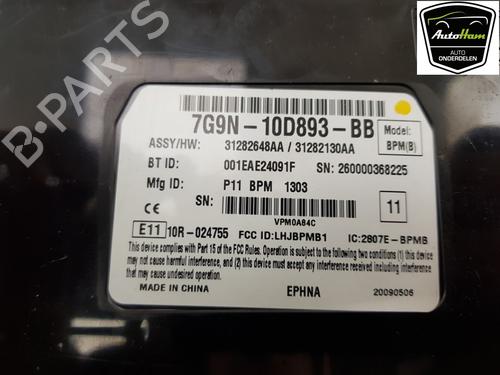 AutoHam
AUTO
ONDERDELEN
B-PARTS
7G9N-10D893-BB
Model:
BPM(B)
ASSY/HW: 31282648AA / 31282130AA
BT ID: 001EAE24091F SN: 260000368225
Mfg ID: P11 BPM 1303
SN:
VPM0A84C
11
E11 10R-024755 FCC ID:LHJBPMB1 IC:2807E-BPMB
This device complies with Part 15 of the FCC Rules. Operation is subject to the following two conditions: (1) this device may
not cause harmful interference, and (2) this device must accept any interference received, including interference that may
cause undesired operation.
MADE IN CHINA EPHNA 20090506